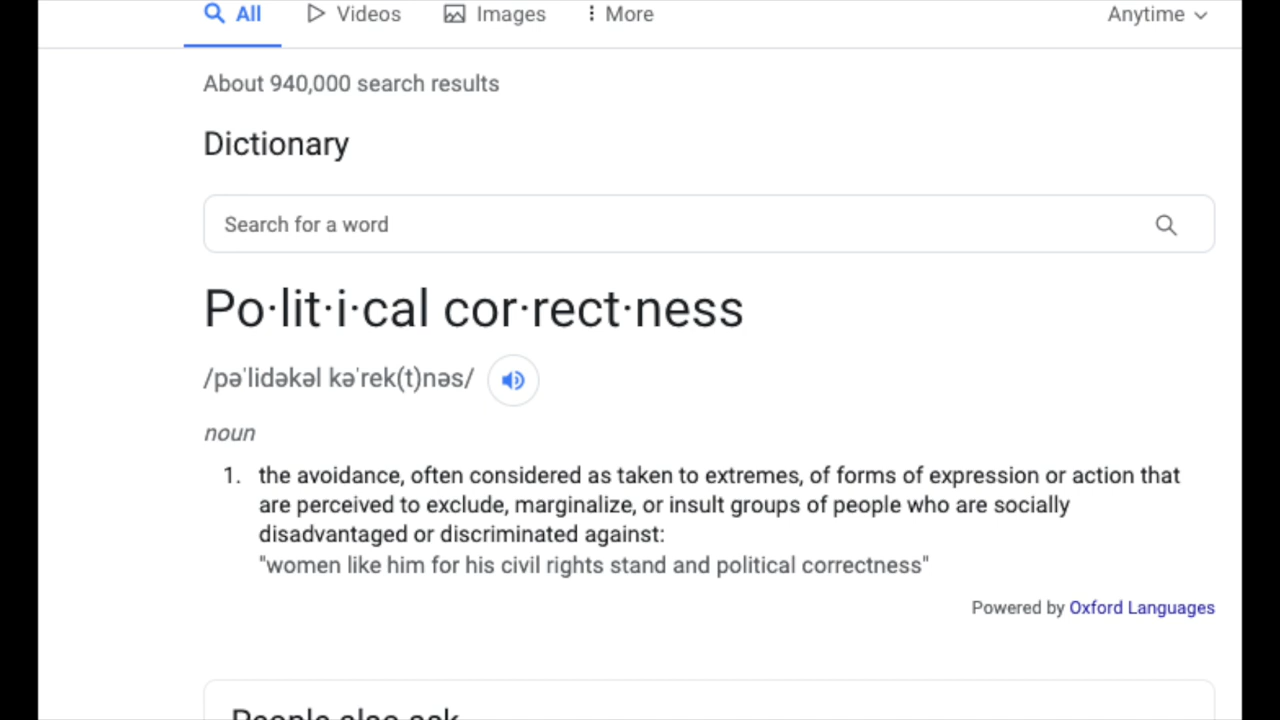 All Videos Images More Anytime
About 940,000 search results
Dictionary
Search for a word
Po·lit·i·cal cor·rect·ness
/pəˈlidəkəl kəˈrek(t)nəs/
noun
1. the avoidance, often considered as taken to extremes, of forms of expression or action that
are perceived to exclude, marginalize, or insult groups of people who are socially
disadvantaged or discriminated against:
"women like him for his civil rights stand and political correctness"
Powered by Oxford Languages
People also ask